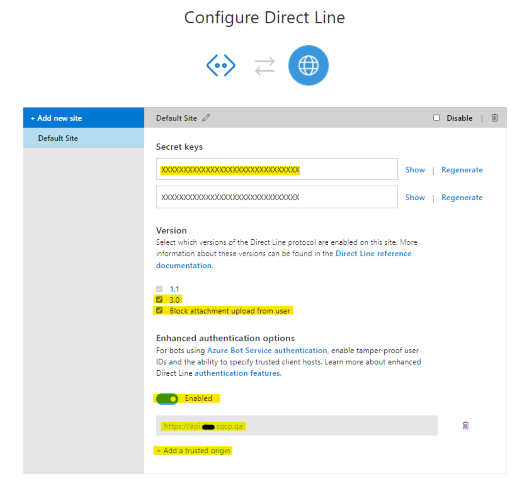 Configure Direct Line
+ Add new site
Default Site
Disable
|
Default Site
Secret keys
XXXXXXXXXXXXXXXXXXXXXXXXXXXXXXXX
Show | Regenerate
XXXXXXXXXXXXXXXXXXXXXXXXXXXXXXXX
Show | Regenerate
Version
Select which versions of the Direct Line protocol are enabled on this site. More
information about these versions can be found in the Direct Line reference
documentation.
1.1
3.0
Block attachment upload from user
Enhanced authentication options
For bots using Azure Bot Service authentication, enable tamper-proof user
IDs and the ability to specify trusted client hosts. Learn more about enhanced
Direct Line authentication features.
Enabled
https://api .sqco.qa
+ Add a trusted origin